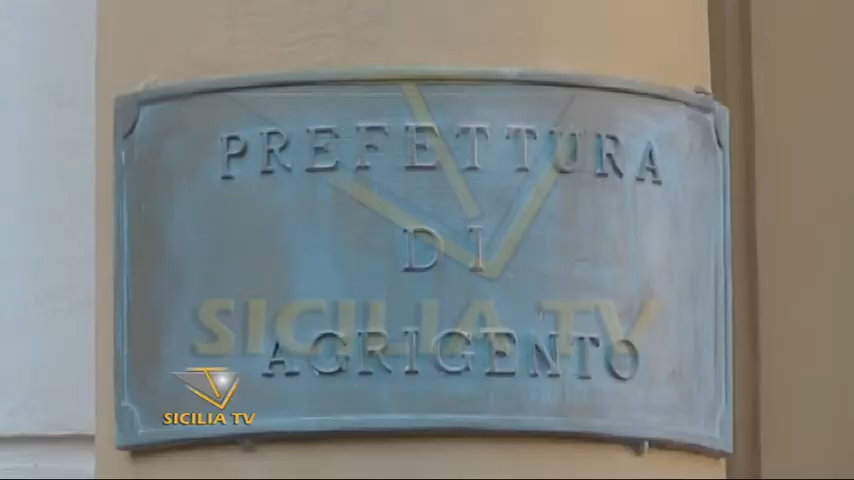 PREFETTURA
DI
SICILIA TV
AGRIGENTO
SICILIA TV